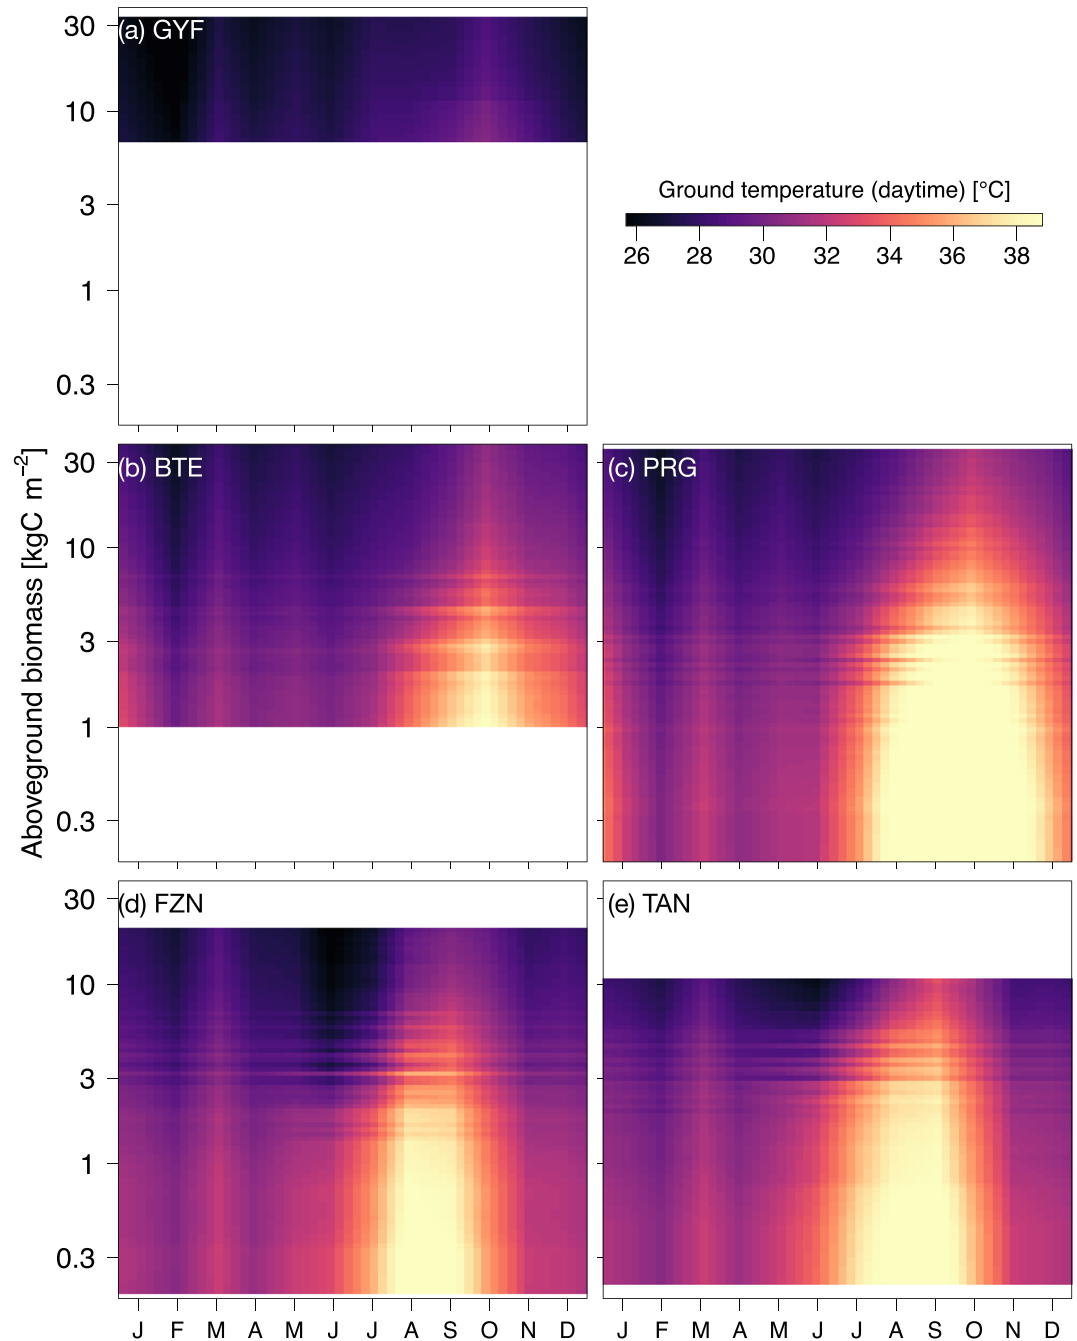 (a) GYF
30
10
3
1
0.3
Ground temperature (daytime) [°C]
26 28 30 32 34 36 38
Aboveground biomass [kgC m⁻²]
(b) BTE
30
10
3
1
0.3
(c) PRG
(d) FZN
30
10
3
1
0.3
J F M A M J J A S O N D
(e) TAN
J F M A M J J A S O N D